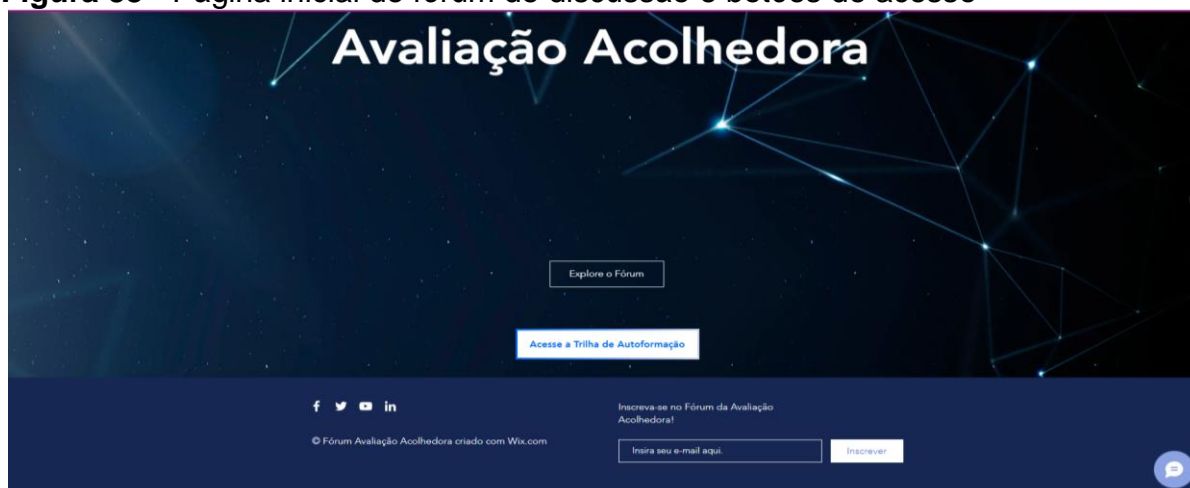 Página inicial do fórum de discussão e botões de acesso
Avaliação Acolhedora
Explore o Fórum
Acesse a Trilha de Autoformação
© Fórum Avaliação Acolhedora criado com Wix.com
Inscreva-se no Fórum da Avaliação
Acolhedora!
Insira seu e-mail aqui.
Inscrever